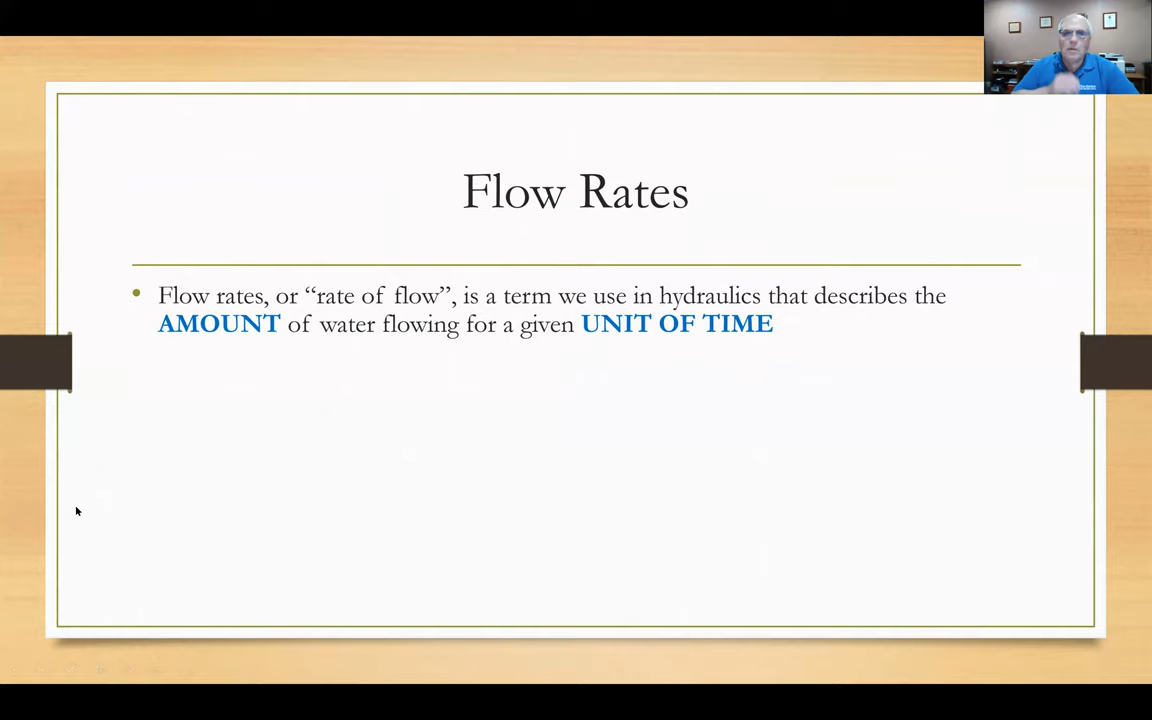 Flow Rates
Flow rates, or “rate of flow”, is a term we use in hydraulics that describes the
AMOUNT of water flowing for a given UNIT OF TIME